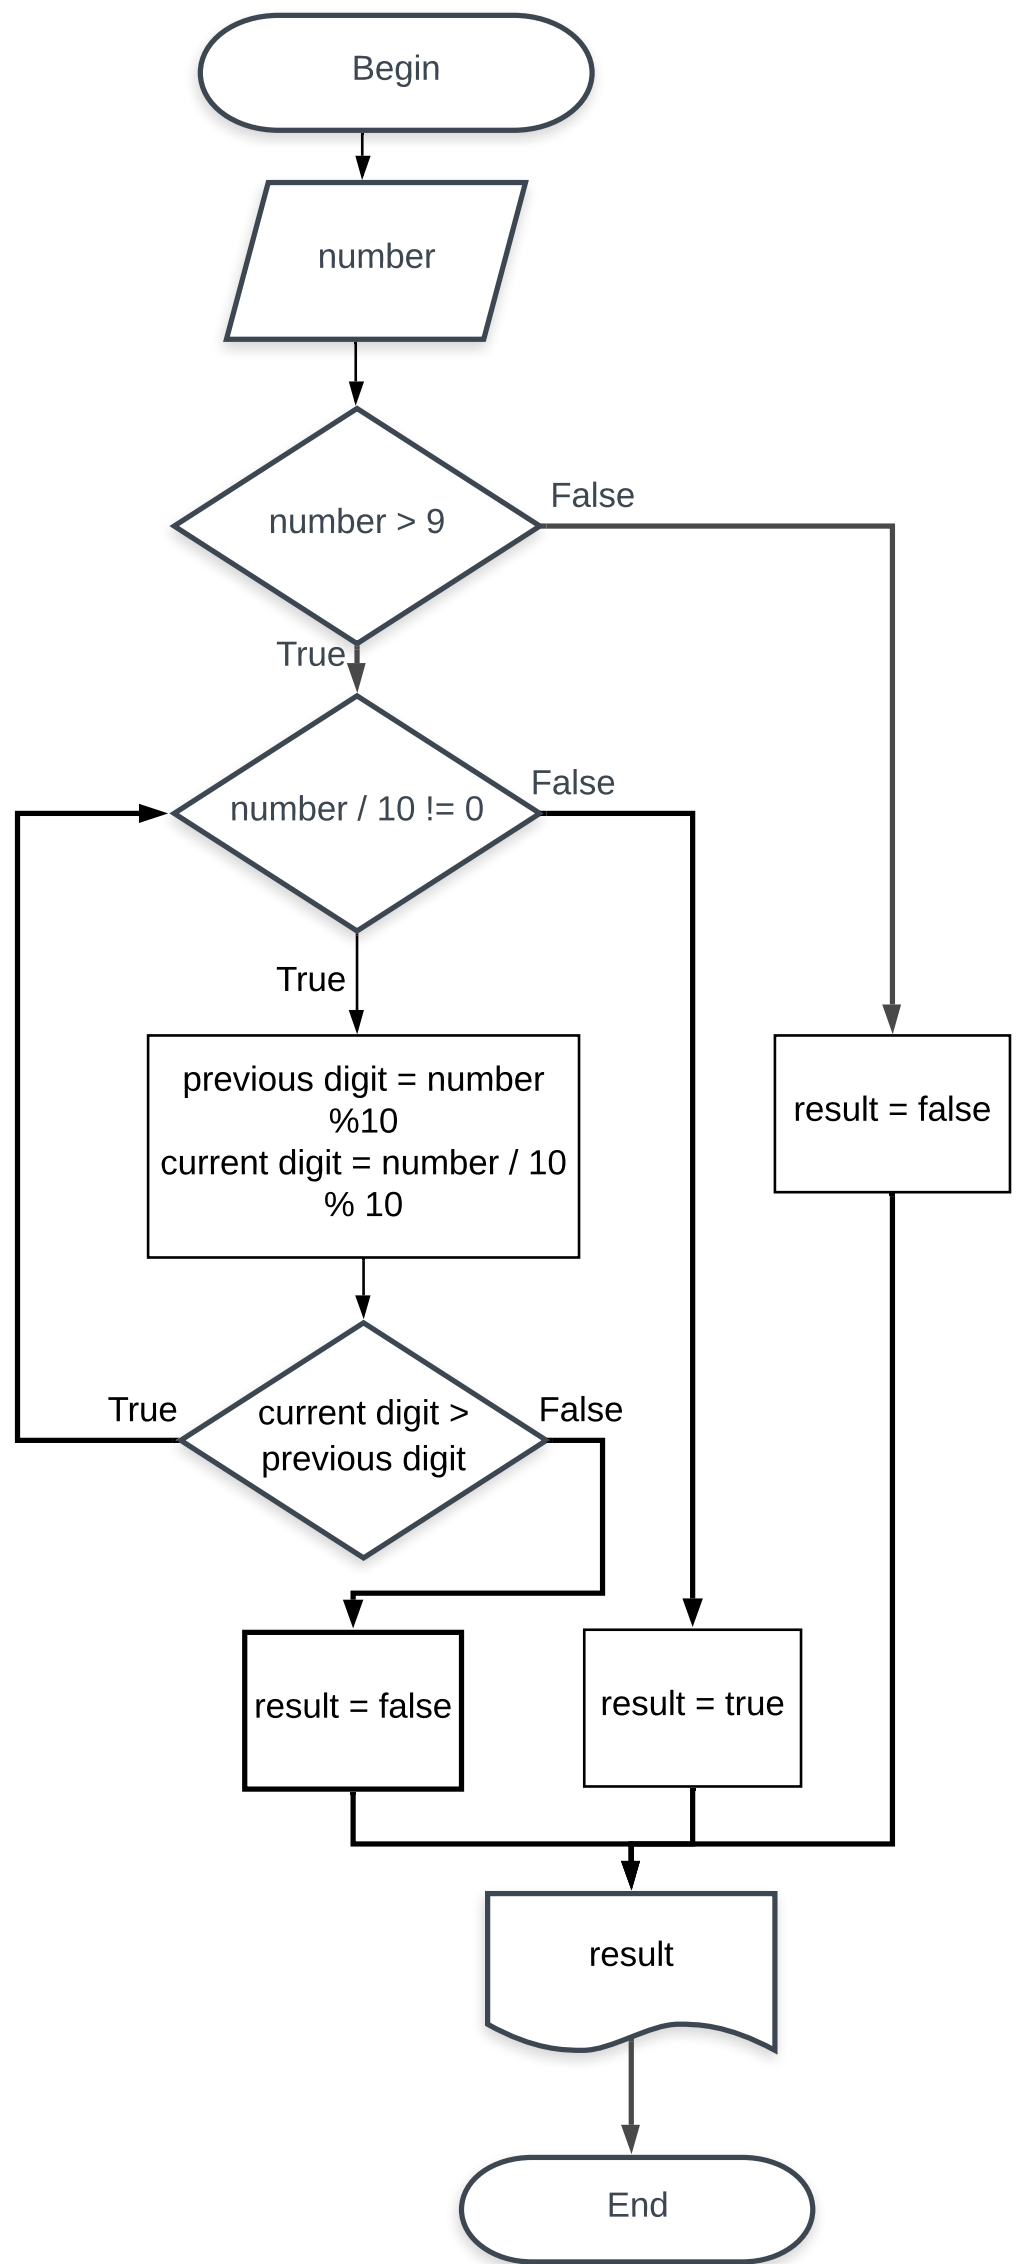 Begin
number
number > 9
False
True
number / 10 != 0
False
True
previous digit = number
%10
current digit = number / 10
% 10
result = false
True
current digit >
previous digit
False
result = false
result = true
result
End